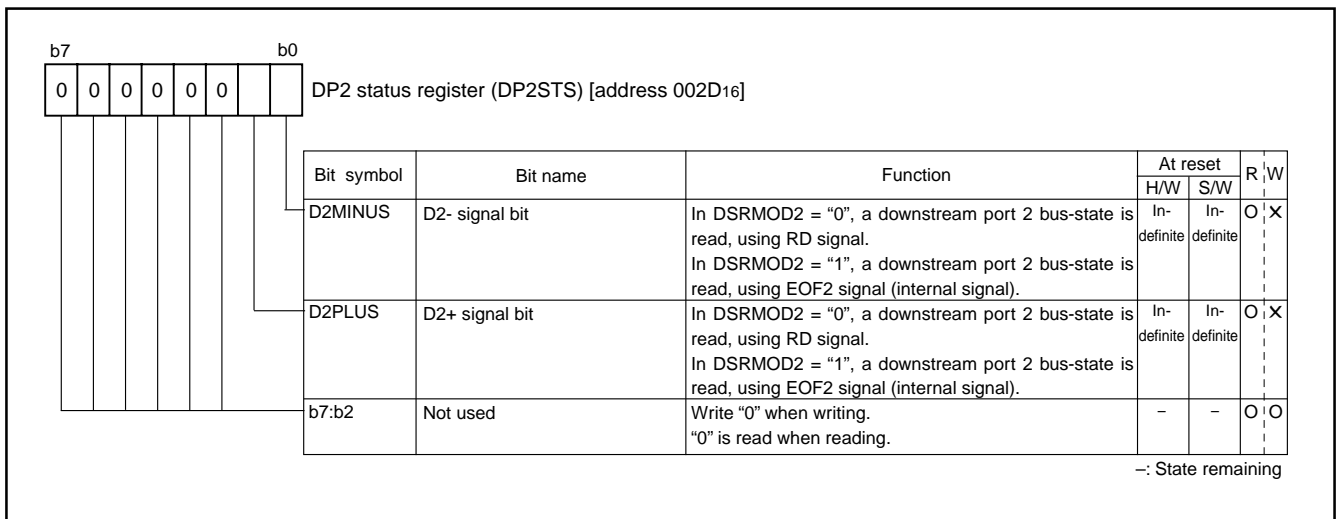 b7 b0
0 0 0 0 0 0
DP2 status register (DP2STS) [address 002D16]
Bit symbol Bit name Function At reset R W
H/W S/W
D2MINUS D2- signal bit In DSRMOD2 = “0”, a downstream port 2 bus-state is In- In- O ×
read, using RD signal. definite definite
In DSRMOD2 = “1”, a downstream port 2 bus-state is
read, using EOF2 signal (internal signal).
D2PLUS D2+ signal bit In DSRMOD2 = “0”, a downstream port 2 bus-state is In- In- O ×
read, using RD signal. definite definite
In DSRMOD2 = “1”, a downstream port 2 bus-state is
read, using EOF2 signal (internal signal).
b7:b2 Not used Write “0” when writing. – – O O
“0” is read when reading.
–: State remaining